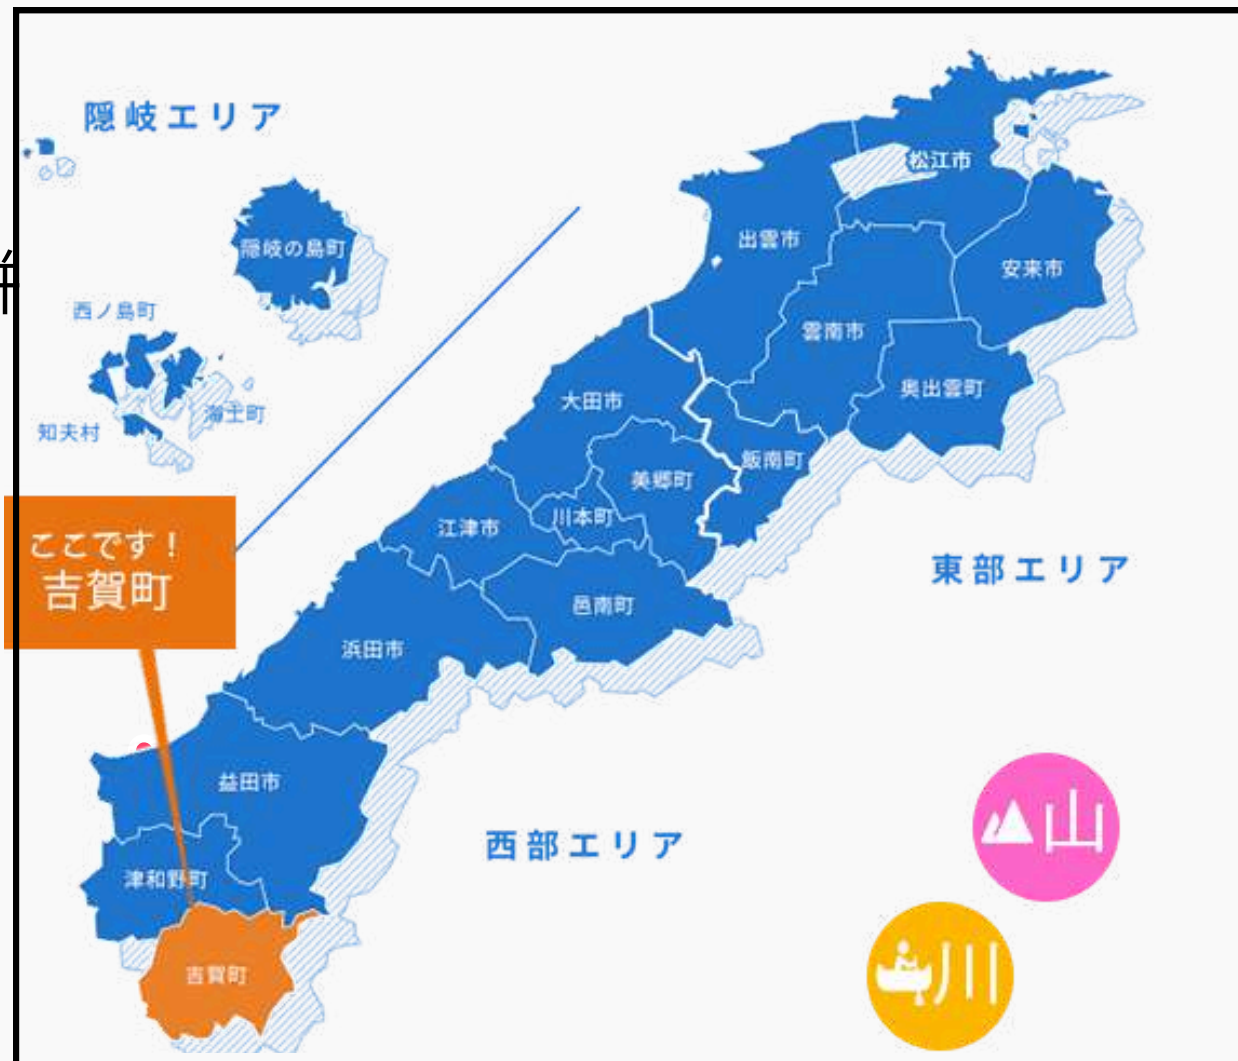 隠岐エリア
松江市
出雲市
隠岐の島町
安来市
西ノ島町
雲南市
奥出雲町
大田市
海士町
知夫村
飯南町
美郷町
川本町
江津市
ここです！
吉賀町
東部エリア
邑南町
浜田市
益田市
西部エリア
山
津和野町
川
吉賀町